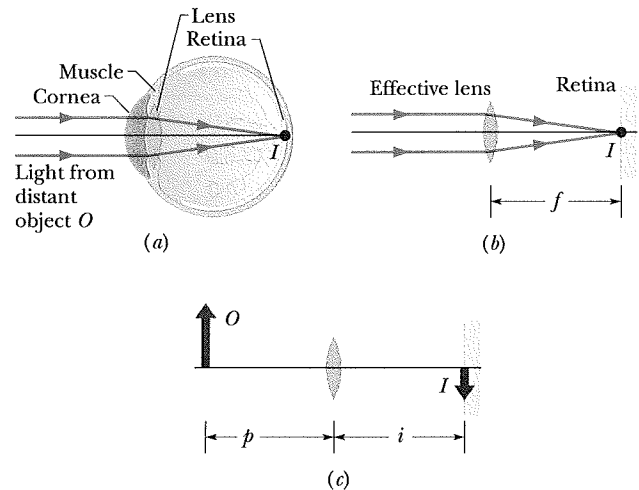 Lens
Retina
Muscle
Cornea
I
Light from
distant
object O
(a)
Effective lens
Retina
I
f
(b)
O
I
p
i
(c)